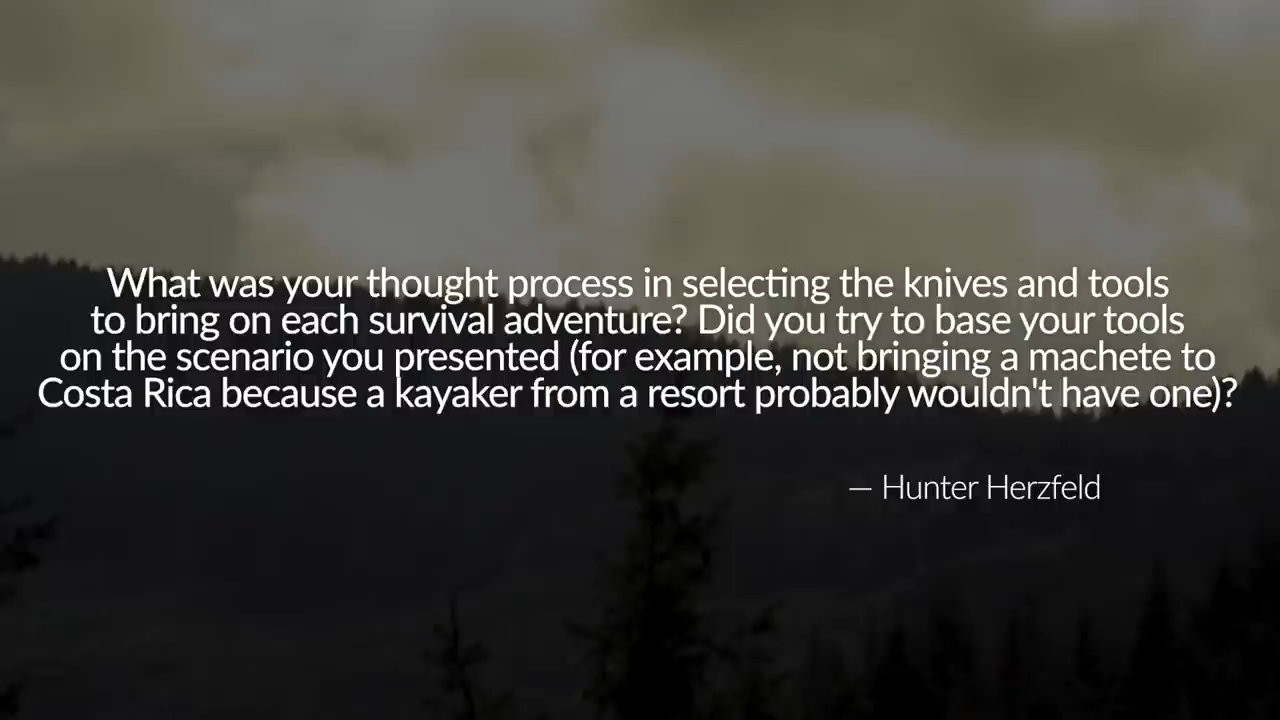 What was your thought process in selecting the knives and tools
to bring on each survival adventure? Did you try to base your tools
on the scenario you presented (for example, not bringing a machete to
Costa Rica because a kayaker from a resort probably wouldn't have one)?
— Hunter Herzfeld